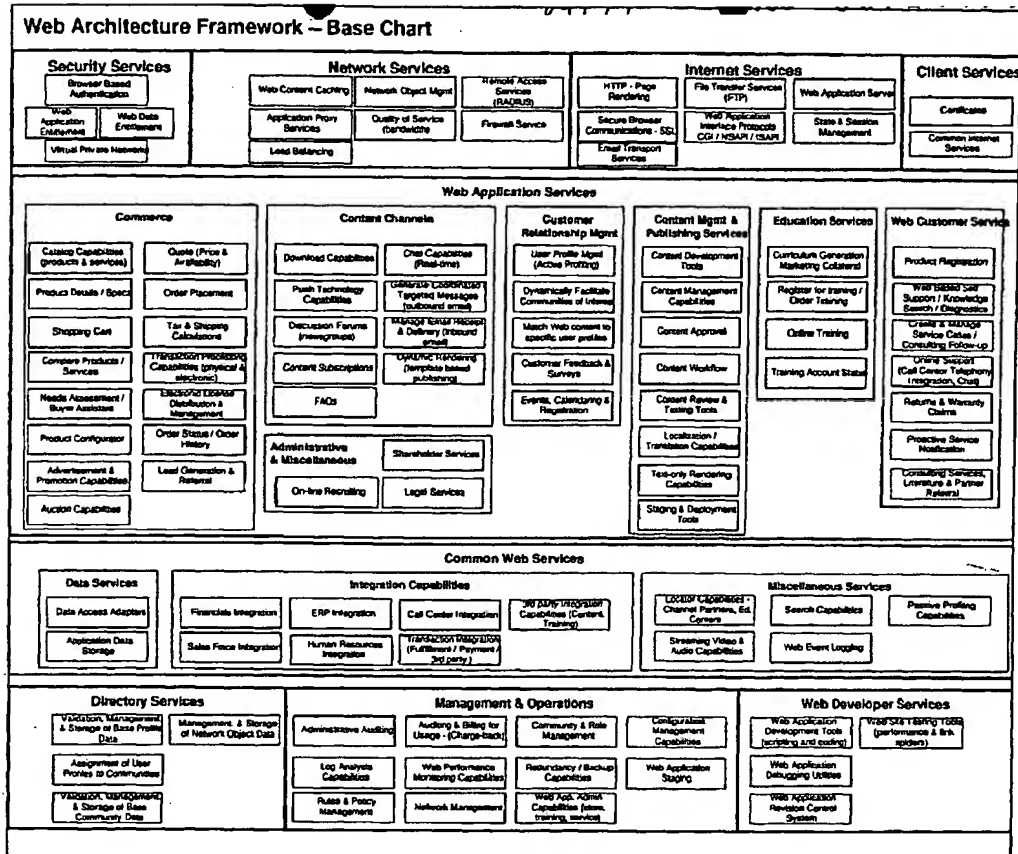 Web Architecture Framework – Base Chart
Security Services
Browser Based
Authentication
Web
Application
Entitlement
Web Data
Entitlement
Virtual Private Networks
Network Services
Web Content Caching
Network Object Mgmt
Remote Access
Services
(RADIUS)
Application Proxy
Services
Quality of Service
(bandwidth)
Firewall Service
Load Balancing
Internet Services
HTTP - Page
Rendering
File Transfer Services
(FTP)
Web Application Server
Secure Browser
Communications - SSL
Web Application
Interface Protocols
CGI / NSAPI / ISAPI
State & Session
Management
Email Transport
Services
Client Services
Certificates
Common Internet
Services
Web Application Services
Commerce
Catalog Capabilities
(products & services)
Quote (Price &
Availability)
Product Details / Specs
Order Placement
Shopping Cart
Tax & Shipping
Calculations
Compare Products /
Services
Transaction Processing
Capabilities (physical &
electronic)
Needs Assessment /
Buyer Assistant
Electronic License
Distribution &
Management
Product Configurator
Order Status / Order
History
Advertisement &
Promotion Capabilities
Lead Generation &
Referral
Auction Capabilities
Content Channels
Download Capabilities
Chat Capabilities
(Real-time)
Push Technology
Capabilities
Generate Coordinated
Targeted Messages
(outbound email)
Discussion Forums
(newsgroups)
Manage Email Receipt
& Delivery (inbound
email)
Content Subscriptions
Dynamic Rendering
(template based
publishing)
FAQs
Administrative
& Miscellaneous
Shareholder Services
On-line Recruiting
Legal Services
Customer
Relationship Mgmt
User Profile Mgmt
(Active Profiling)
Dynamically Facilitate
Communities of Interest
Match Web content to
specific user profiles
Customer Feedback &
Surveys
Events, Calendaring &
Registration
Content Mgmt &
Publishing Services
Content Development
Tools
Content Management
Capabilities
Content Approval
Content Workflow
Content Review &
Testing Tools
Localization /
Translation Capabilities
Text-only Rendering
Capabilities
Staging & Deployment
Tools
Education Services
Curriculum Generation
Marketing Collateral
Register for training /
Order Training
Online Training
Training Account Status
Web Customer Service
Product Registration
Web Based Self
Support / Knowledge
Search / Diagnostics
Create & Manage
Service Calls /
Consulting Follow-up
Online Support
(Call Center Telephony
Integration, Chat)
Returns & Warranty
Claims
Proactive Service
Notification
Consulting Services,
Literature & Partner
Referral
Common Web Services
Data Services
Data Access Adapters
Application Data
Storage
Integration Capabilities
Financials Integration
ERP Integration
Call Center Integration
3rd party Integration
Capabilities (Content,
Training)
Sales Force Integration
Human Resources
Integration
Transaction Integration
(Fulfillment / Payment /
3rd party )
Miscellaneous Services
Locator Capabilities -
Channel Partners, Ed.
Centers
Search Capabilities
Passive Profiling
Capabilities
Streaming Video &
Audio Capabilities
Web Event Logging
Directory Services
Validation, Management,
& Storage of Base Profile
Data
Management & Storage
of Network Object Data
Assignment of User
Profiles to Communities
Validation, Management,
& Storage of Base
Community Data
Management & Operations
Administrative Auditing
Auditing & Billing for
Usage - (Charge-back)
Community & Role
Management
Configuration
Management
Capabilities
Log Analysis
Capabilities
Web Performance
Monitoring Capabilities
Redundancy / Backup
Capabilities
Web Application
Staging
Rules & Policy
Management
Network Management
Web App. Admin
Capabilities (store,
training, service)
Web Developer Services
Web Application
Development Tools
(scripting and coding)
Web Site Testing Tools
(performance & link
spiders)
Web Application
Debugging Utilities
Web Application
Revision Control
System